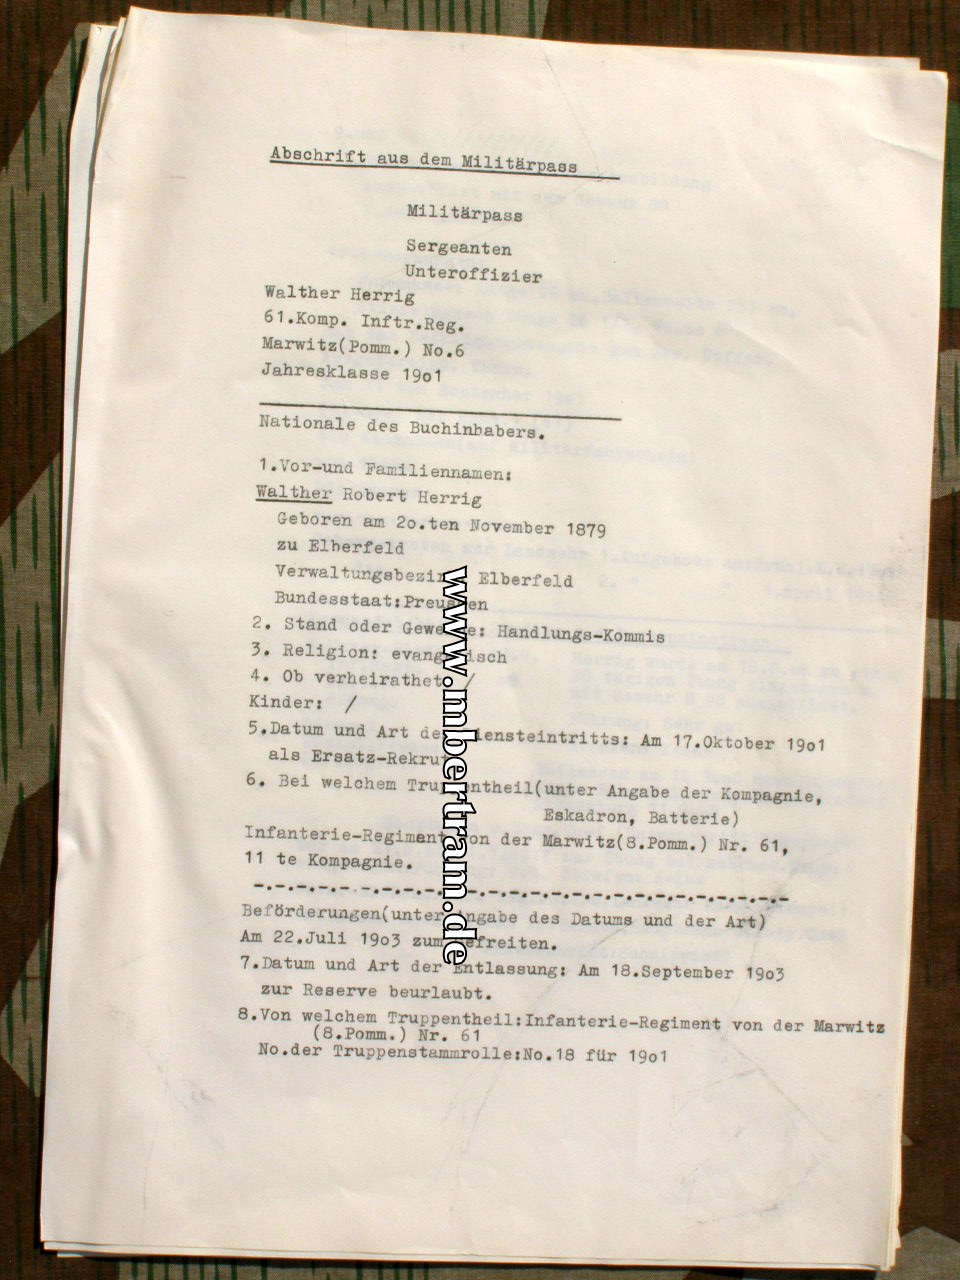 Abschrift aus dem Militärpass
Militärpass
Sergeanten
Unteroffizier
Walther Herrig
61.Komp. Inftr.Reg.
Marwitz(Pomm.) No.6
Jahresklasse 19o1
Nationale des Buchinhabers.
1.Vor-und Familiennamen:
Walther Robert Herrig
Geboren am 2o.ten November 1879
zu Elberfeld
Verwaltungsbezirk Elberfeld
Bundesstaat:Preussen
2. Stand oder Gewerbe: Handlungs-Kommis
3. Religion: evangelisch
4. Ob verheirathet /
Kinder: /
5.Datum und Art des Diensteintritts: Am 17.Oktober 19o1
als Ersatz-Rekrut
6. Bei welchem Truppentheil(unter Angabe der Kompagnie,
Eskadron, Batterie)
Infanterie-Regiment von der Marwitz(8.Pomm.) Nr. 61,
11 te Kompagnie.
Beförderungen(unter Angabe des Datums und der Art)
Am 22.Juli 19o3 zum Gefreiten.
7.Datum und Art der Entlassung: Am 18.September 19o3
zur Reserve beurlaubt.
8.Von welchem Truppentheil:Infanterie-Regiment von der Marwitz
(8.Pomm.) Nr. 61
No.der Truppenstammrolle:No.18 für 19o1
www.mbertram.de